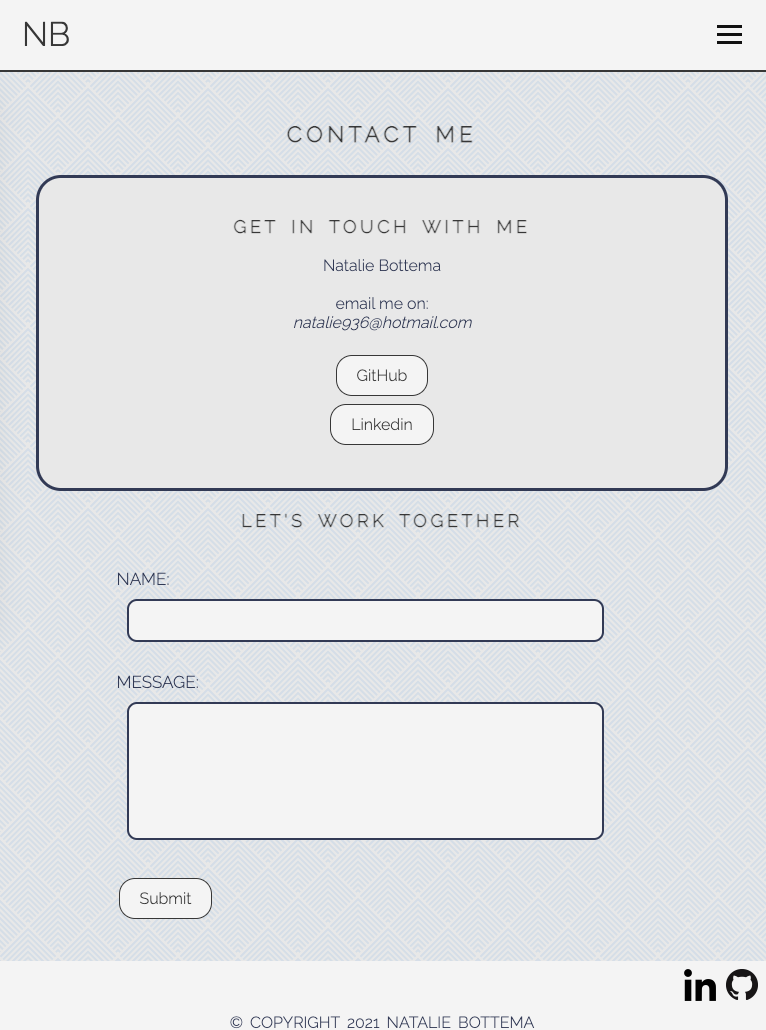 NB
CONTACT ME
GET IN TOUCH WITH ME
Natalie Bottema
email me on:
natalie936@hotmail.com
GitHub
Linkedin
LET'S WORK TOGETHER
NAME:
MESSAGE:
Submit
in
© COPYRIGHT 2021 NATALIE BOTTEMA